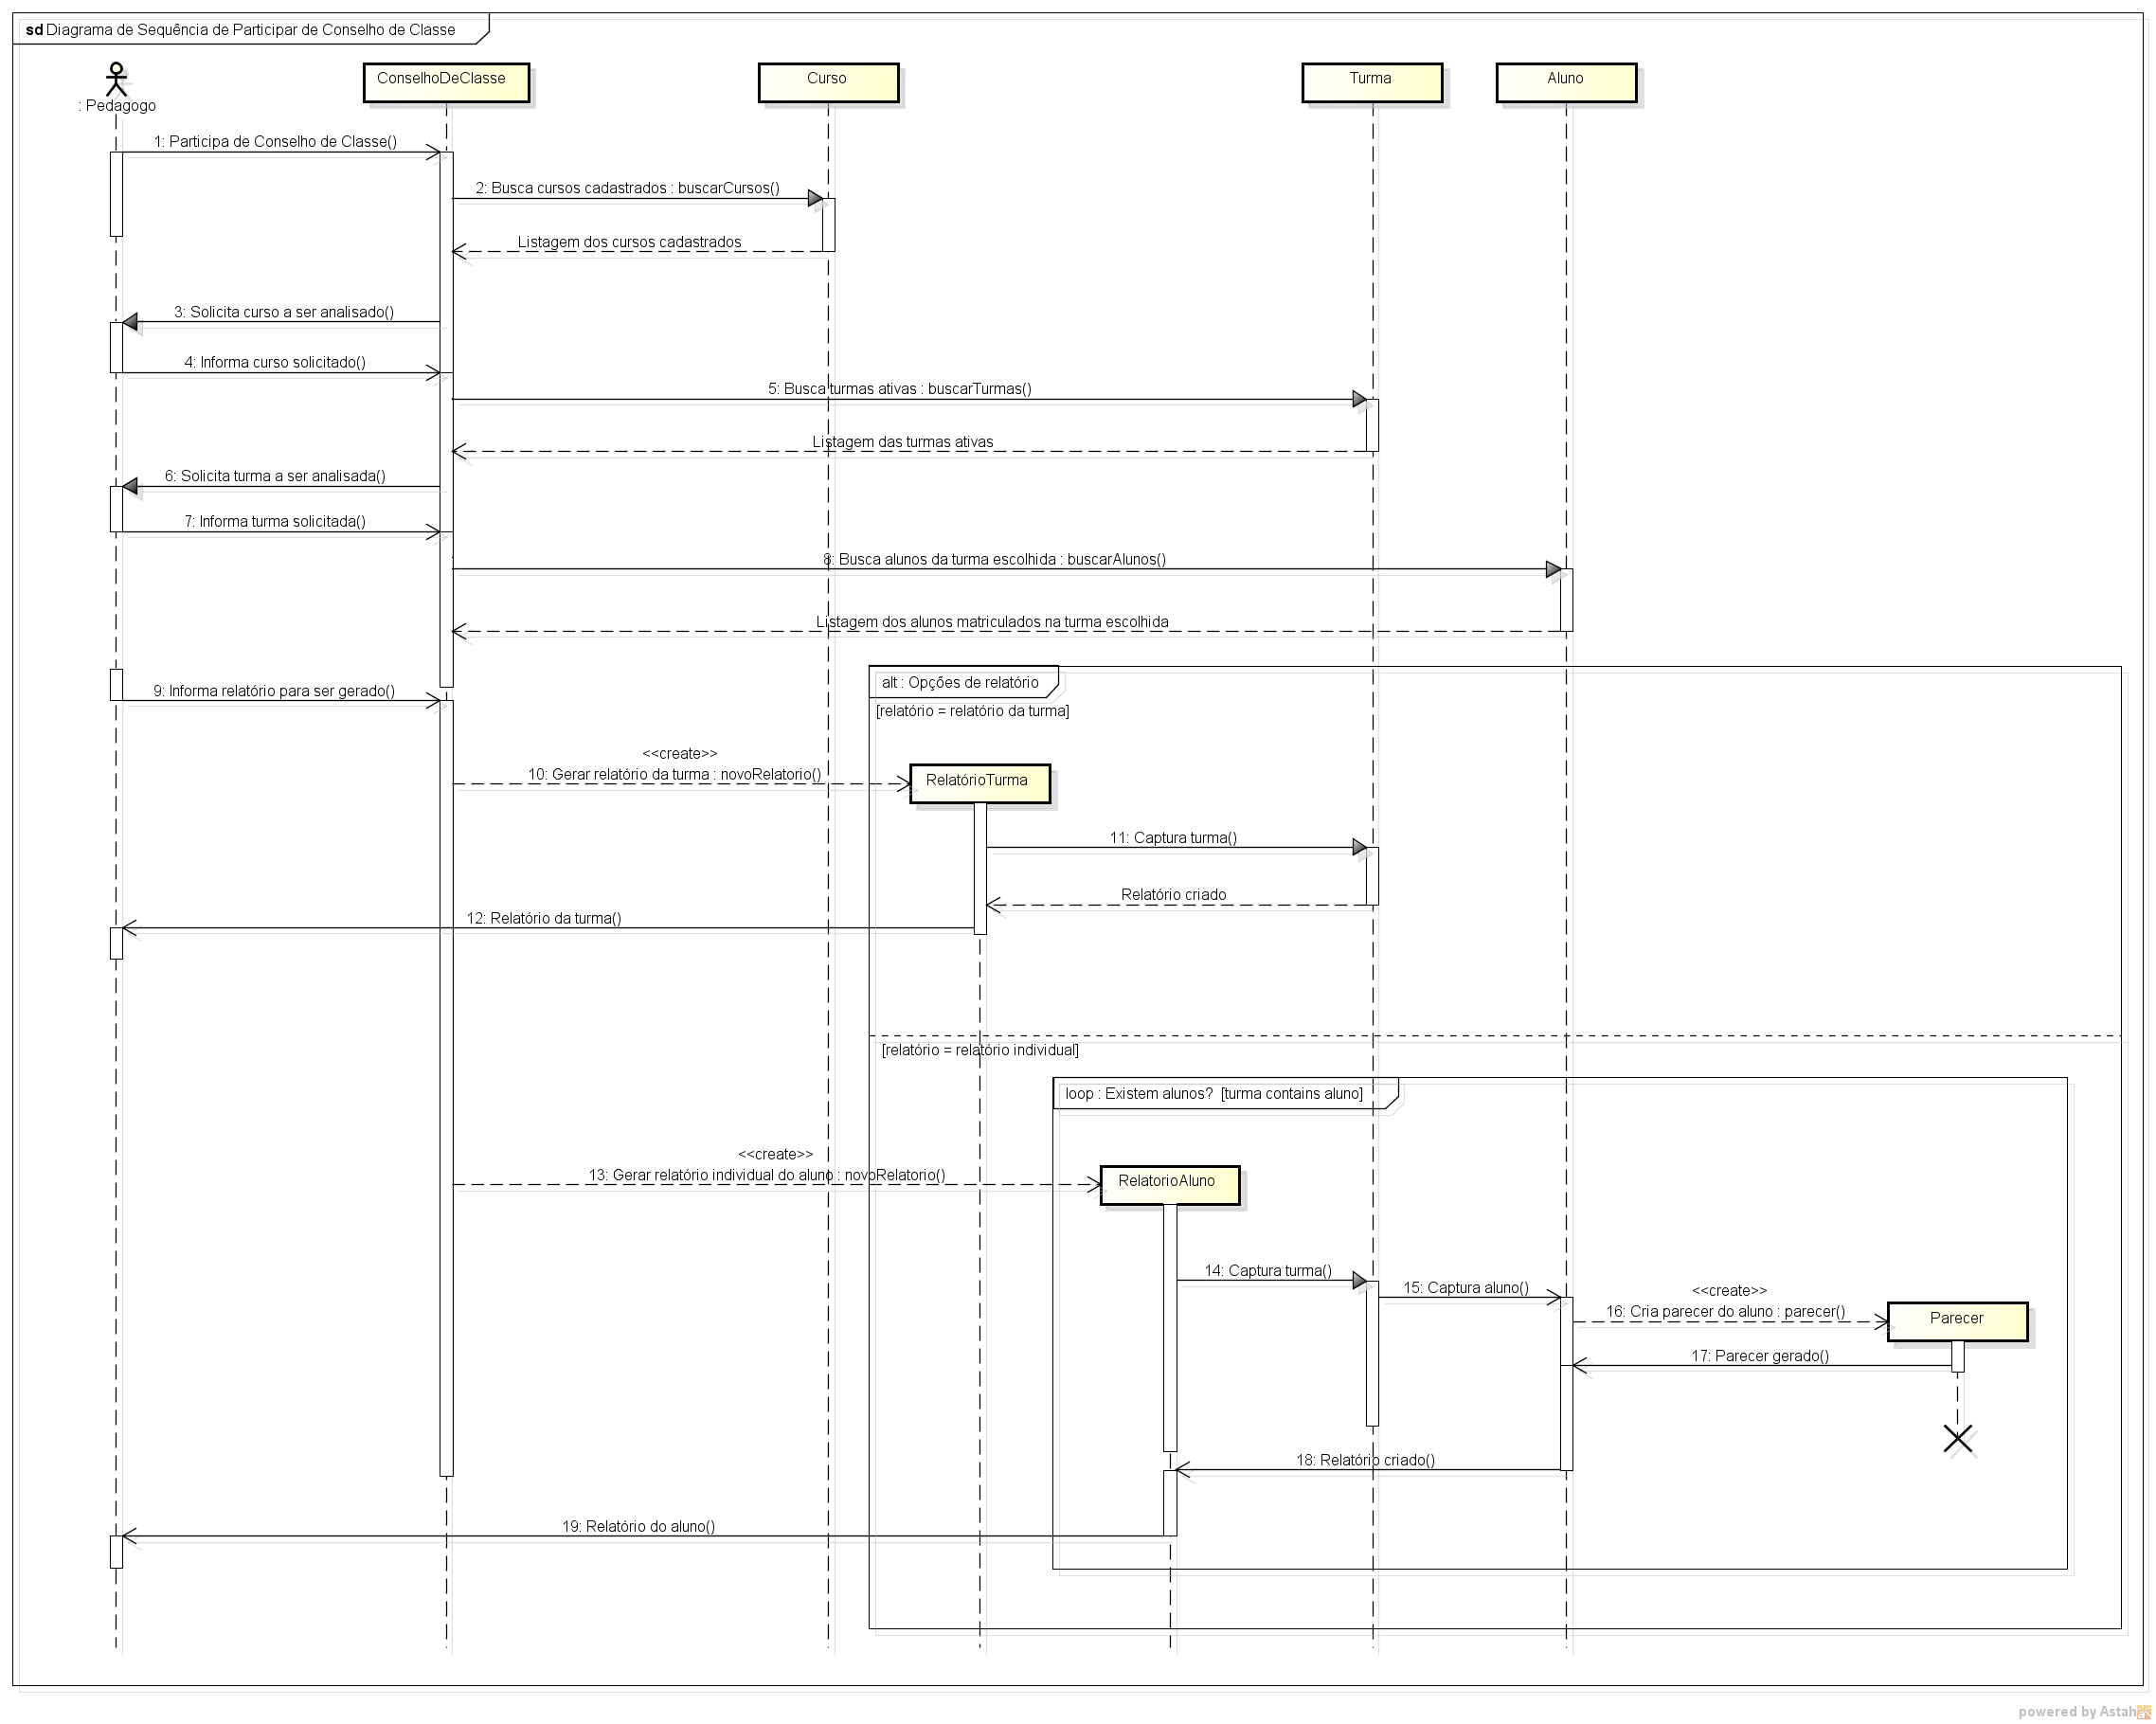 sd Diagrama de Sequência de Participar de Conselho de Classe
: Pedagogo
ConselhoDeClasse
Curso
Turma
Aluno
1: Participa de Conselho de Classe()
2: Busca cursos cadastrados : buscarCursos()
Listagem dos cursos cadastrados
3: Solicita curso a ser analisado()
4: Informa curso solicitado()
5: Busca turmas ativas : buscarTurmas()
Listagem das turmas ativas
6: Solicita turma a ser analisada()
7: Informa turma solicitada()
8: Busca alunos da turma escolhida : buscarAlunos()
Listagem dos alunos matriculados na turma escolhida
alt : Opções de relatório
9: Informa relatório para ser gerado()
[relatório = relatório da turma]
<<create>>
10: Gerar relatório da turma : novoRelatorio()
RelatórioTurma
11: Captura turma()
Relatório criado
12: Relatório da turma()
[relatório = relatório individual]
loop : Existem alunos? [turma contains aluno]
<<create>>
13: Gerar relatório individual do aluno : novoRelatorio()
RelatorioAluno
14: Captura turma()
15: Captura aluno()
<<create>>
16: Cria parecer do aluno : parecer()
Parecer
17: Parecer gerado()
18: Relatório criado()
19: Relatório do aluno()
powered by Astah